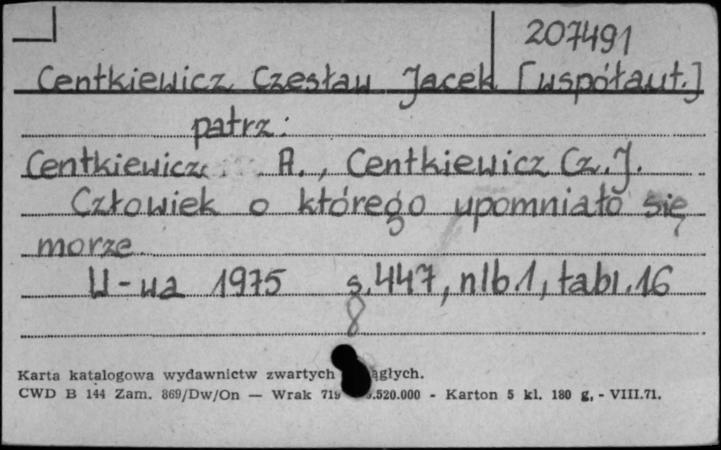 207491
Centkiewicz Czesław Jacek [współaut.]
patrz:
Centkiewicz A., Centkiewicz Cz. J.
Człowiek o którego upomniało się
morze
W-wa 1975 s. 447, nlb 1, tabl. 16
8
Karta katalogowa wydawnictw zwartych
CWD B 144 Zam. 869/Dw/On — Wrak 719 .520.000 - Karton 5 kl. 180 g, - VIII.71.